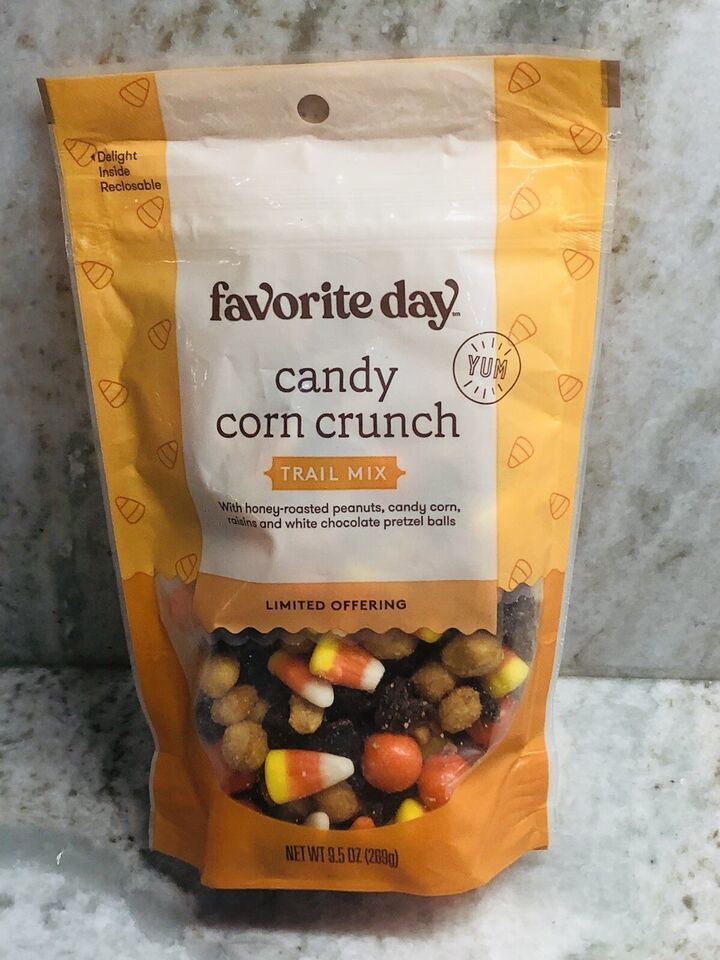 Delight
Inside
Reclosable
favorite day™
YUM
candy
corn crunch
TRAIL MIX
With honey-roasted peanuts, candy corn,
raisins and white chocolate pretzel balls
LIMITED OFFERING
NET WT 9.5 OZ (269g)